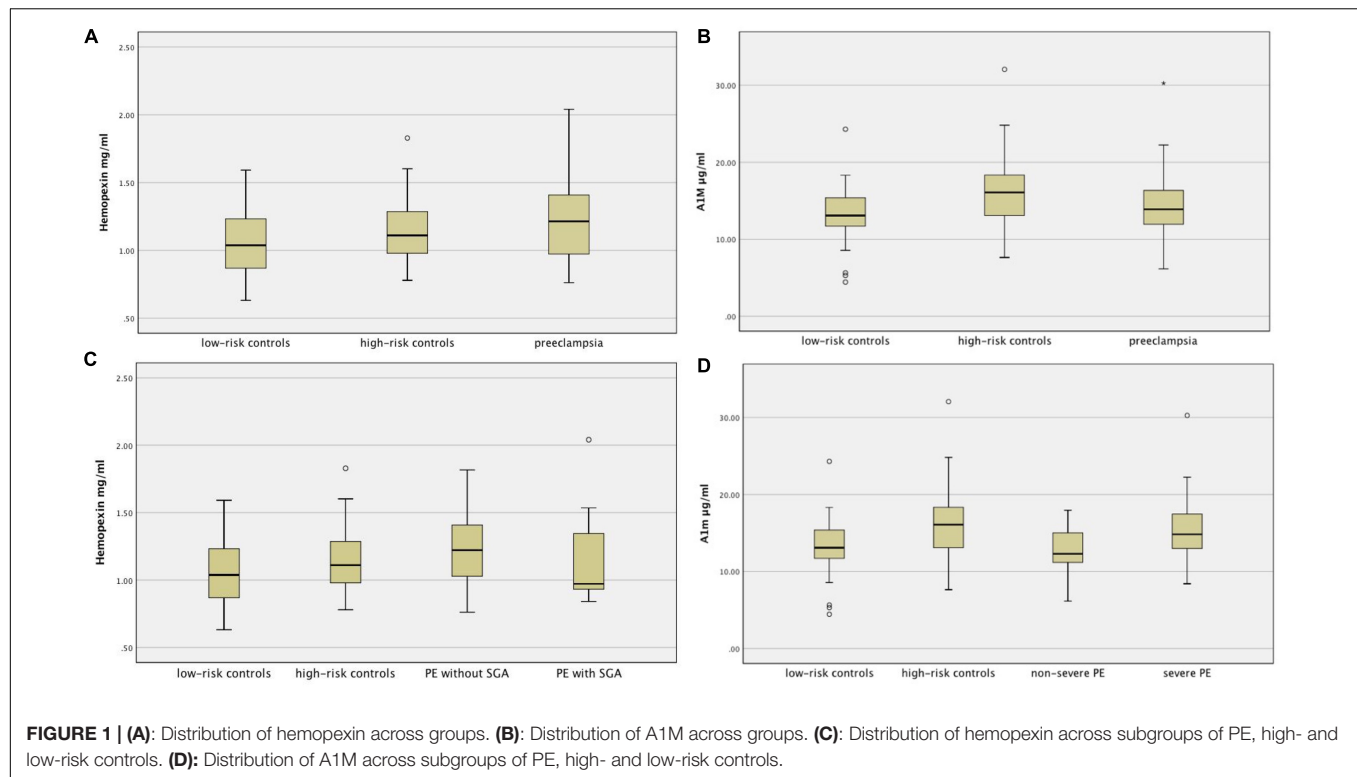 A
Hemopexin mg/ml
2.50
2.00
1.50
1.00
.50
low-risk controls high-risk controls preeclampsia
B
A1M µg/ml
30.00
20.00
10.00
.00
*
low-risk controls high-risk controls preeclampsia
C
Hemopexin mg/ml
2.50
2.00
1.50
1.00
.50
low-risk controls high-risk controls PE without SGA PE with SGA
D
A1m µg/ml
30.00
20.00
10.00
.00
low-risk controls high-risk controls non-severe PE severe PE
FIGURE 1 | (A): Distribution of hemopexin across groups. (B): Distribution of A1M across groups. (C): Distribution of hemopexin across subgroups of PE, high- and
low-risk controls. (D): Distribution of A1M across subgroups of PE, high- and low-risk controls.